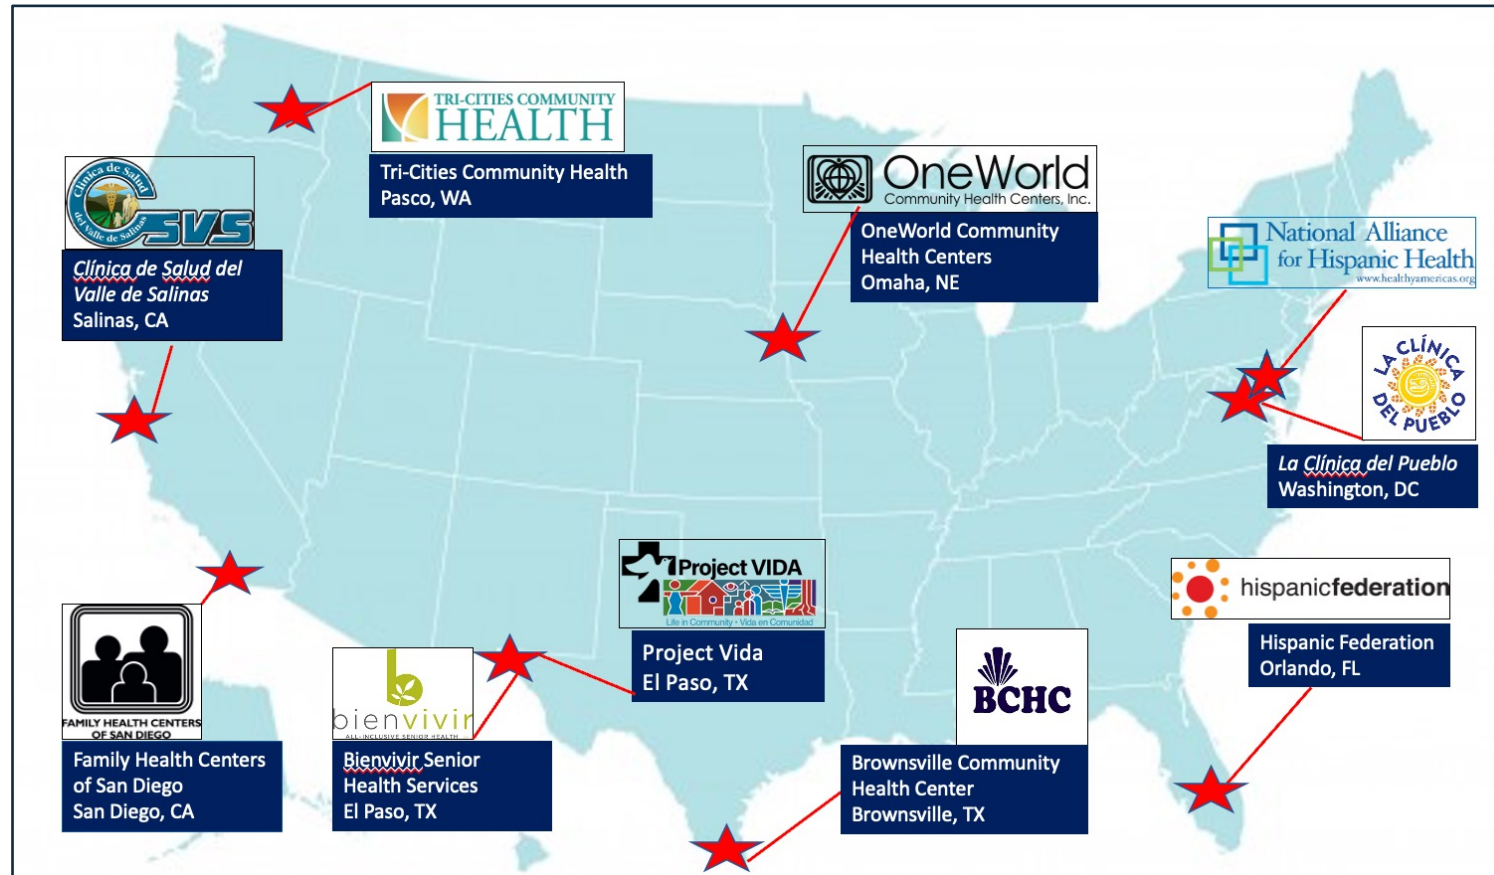 TRI-CITIES COMMUNITY
HEALTH
Tri-Cities Community Health
Pasco, WA
Clínica de Salud
del Valle de Salinas
CSVS
Clínica de Salud del
Valle de Salinas
Salinas, CA
OneWorld
Community Health Centers, Inc.
OneWorld Community
Health Centers
Omaha, NE
National Alliance
for Hispanic Health
www.healthyamericas.org
LA CLÍNICA
DEL PUEBLO
La Clínica del Pueblo
Washington, DC
Project VIDA
Life in Community • Vida en Comunidad
Project Vida
El Paso, TX
hispanicfederation
Hispanic Federation
Orlando, FL
FAMILY HEALTH CENTERS
OF SAN DIEGO
Family Health Centers
of San Diego
San Diego, CA
bienvivir
ALL-INCLUSIVE SENIOR HEALTH
Bienvivir Senior
Health Services
El Paso, TX
BCHC
Brownsville Community
Health Center
Brownsville, TX